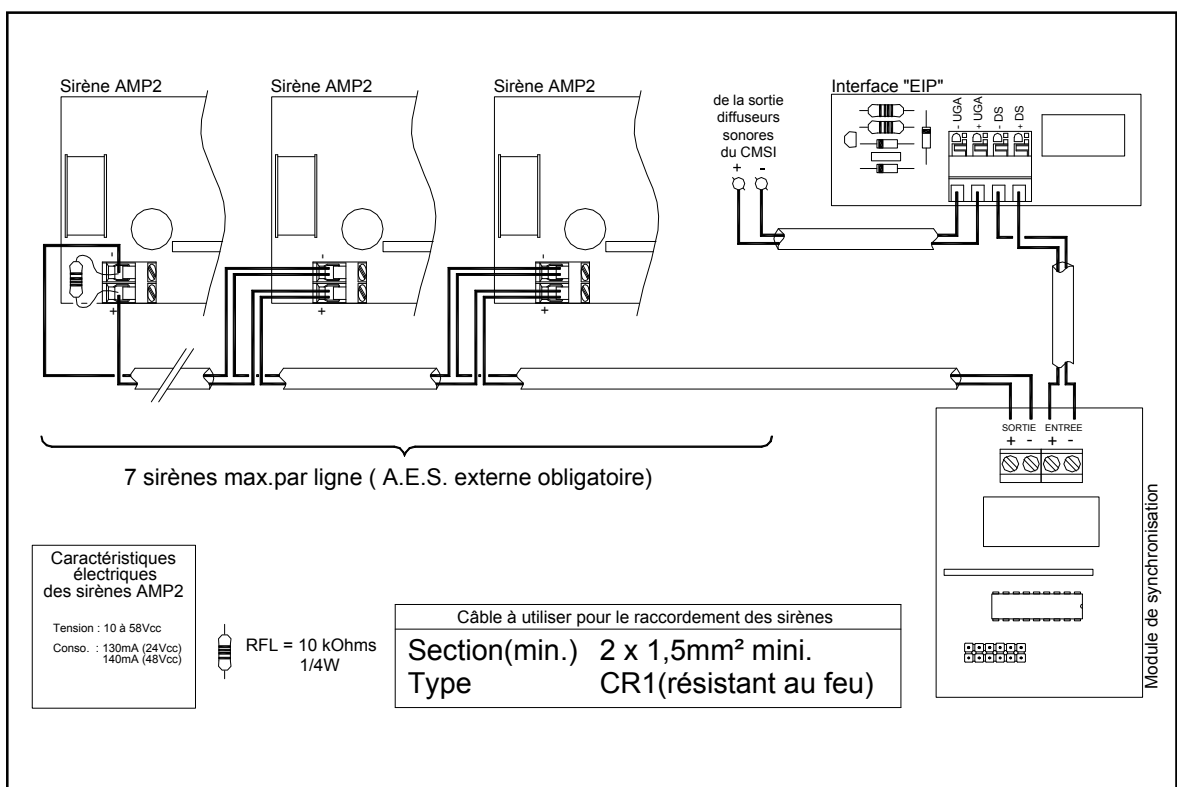 Sirène AMP2
Sirène AMP2
Sirène AMP2
de la sortie
diffuseurs
sonores
du CMSI
+ -
Interface "EIP"
- UGA
+ UGA
- DS
+ DS
-
+
-
+
-
+
SORTIE ENTREE
+ - + -
7 sirènes max.par ligne ( A.E.S. externe obligatoire)
Module de synchronisation
Caractéristiques
électriques
des sirènes AMP2
Tension : 10 à 58Vcc
Conso. : 130mA (24Vcc)
140mA (48Vcc)
RFL = 10 kOhms
1/4W
Câble à utiliser pour le raccordement des sirènes
Section(min.) 2 x 1,5mm² mini.
Type CR1(résistant au feu)